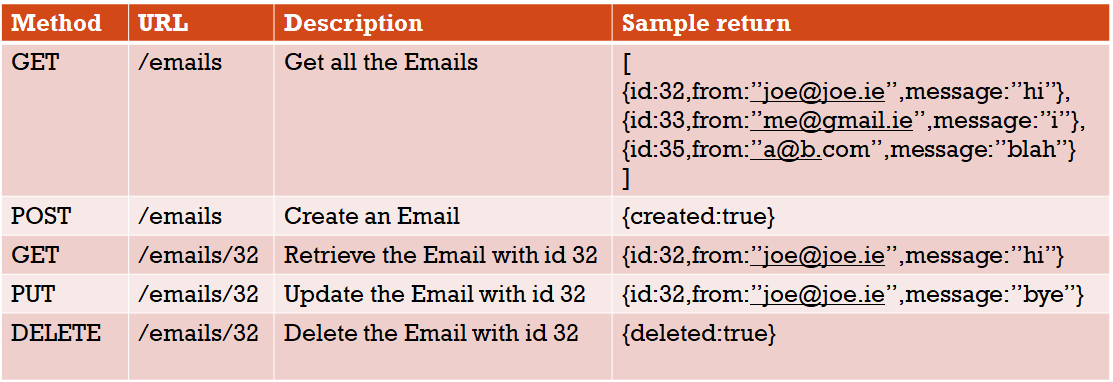 Method URL Description Sample return
GET /emails Get all the Emails [
{id:32,from:”joe@joe.ie”,message:”hi”},
{id:33,from:”me@gmail.ie”,message:”i”},
{id:35,from:”a@b.com”,message:”blah”}
]
POST /emails Create an Email {created:true}
GET /emails/32 Retrieve the Email with id 32 {id:32,from:”joe@joe.ie”,message:”hi”}
PUT /emails/32 Update the Email with id 32 {id:32,from:”joe@joe.ie”,message:”bye”}
DELETE /emails/32 Delete the Email with id 32 {deleted:true}